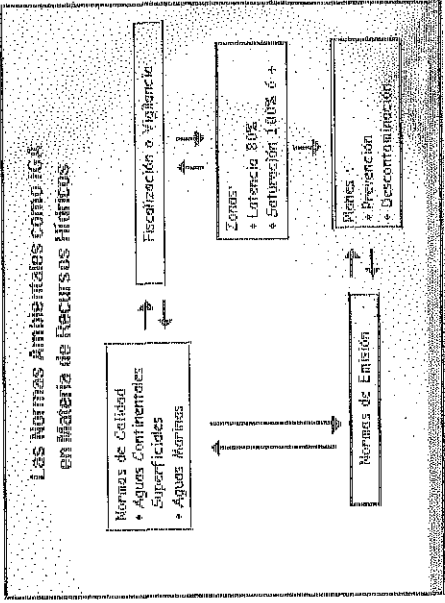 Las Normas Ambientales como IGA
en Materia de Recursos Hídricos
Normas de Calidad
• Aguas Continentales
Superficiales
• Aguas Marinas
Fiscalización o Vigilancia
Zonas:
• Latencia 80%
• Saturación 100% ó +
Planes:
• Prevención
• Descontaminación
Normas de Emisión